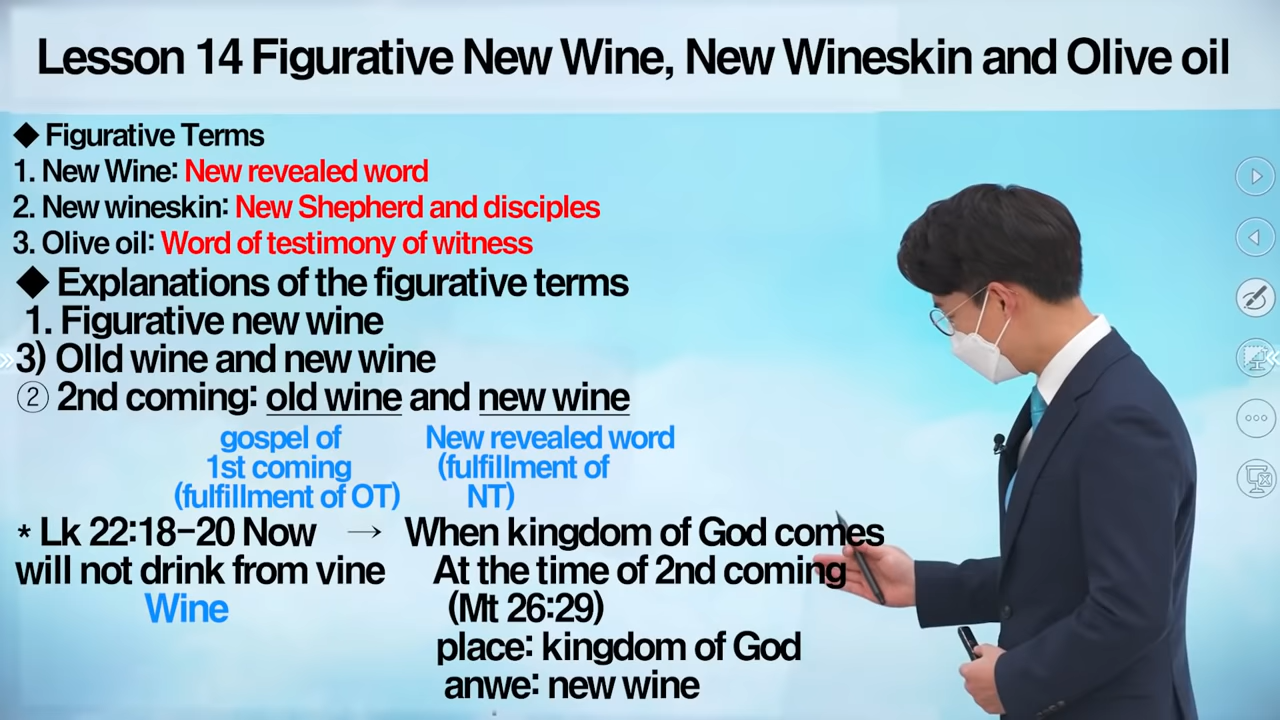 Lesson 14 Figurative New Wine, New Wineskin and Olive oil
◆ Figurative Terms
1. New Wine: New revealed word
2. New wineskin: New Shepherd and disciples
3. Olive oil: Word of testimony of witness
◆ Explanations of the figurative terms
1. Figurative new wine
3) Olld wine and new wine
② 2nd coming: old wine and new wine
gospel of New revealed word
1st coming (fulfillment of
(fulfillment of OT) NT)
* Lk 22:18-20 Now → When kingdom of God comes
will not drink from vine At the time of 2nd coming
Wine (Mt 26:29)
place: kingdom of God
anwe: new wine